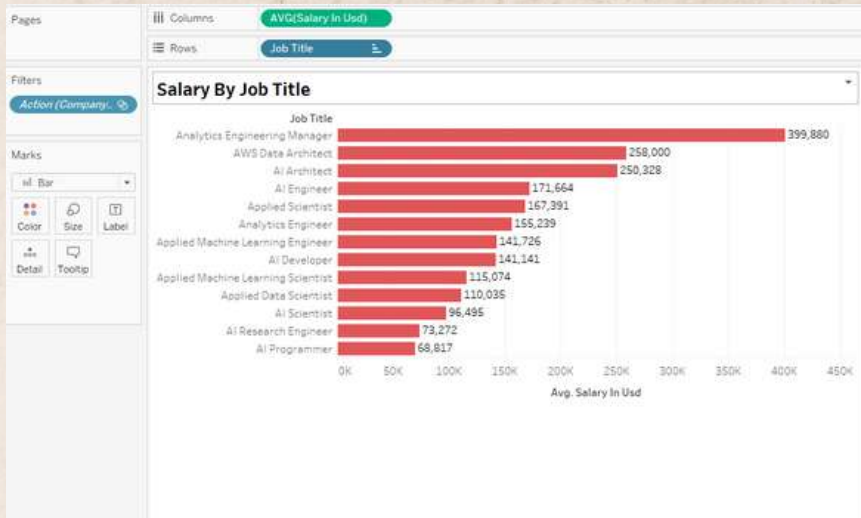 Pages
Columns
AVG(Salary In Usd)
Rows
Job Title
Filters
Action (Company..
Marks
Bar
Color
Size
Label
Detail
Tooltip
Salary By Job Title
Job Title
Analytics Engineering Manager 399,880
AWS Data Architect 258,000
AI Architect 250,328
AI Engineer 171,664
Applied Scientist 167,391
Analytics Engineer 155,239
Applied Machine Learning Engineer 141,726
AI Developer 141,141
Applied Machine Learning Scientist 115,074
Applied Data Scientist 110,035
AI Scientist 96,495
AI Research Engineer 73,272
AI Programmer 68,817
0K 50K 100K 150K 200K 250K 300K 350K 400K 450K
Avg. Salary In Usd